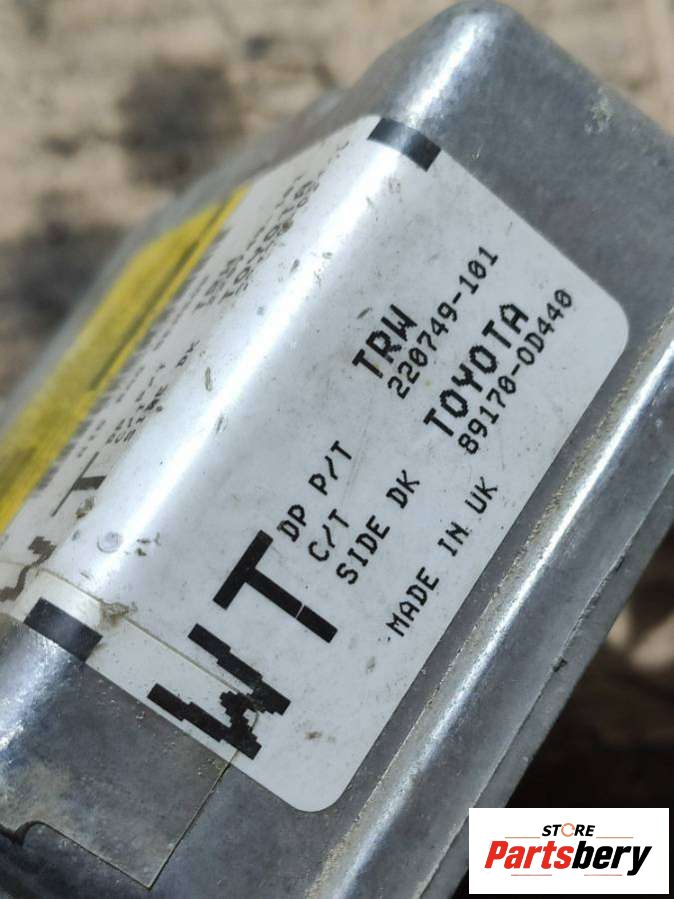 TRW
220749-101
TOYOTA
89170-0D440
WT
DP P/T
C/T
SIDE DK
MADE IN UK
STORE
Partsbery